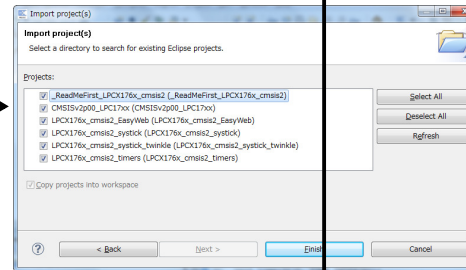 Import project(s)
Import project(s)
Select a directory to search for existing Eclipse projects.
Projects:
_ReadMeFirst_LPCX176x_cmsis2 (_ReadMeFirst_LPCX176x_cmsis2)
CMSISv2p00_LPC17xx (CMSISv2p00_LPC17xx)
LPCX176x_cmsis2_EasyWeb (LPCX176x_cmsis2_EasyWeb)
LPCX176x_cmsis2_systick (LPCX176x_cmsis2_systick)
LPCX176x_cmsis2_systick_twinkle (LPCX176x_cmsis2_systick_twinkle)
LPCX176x_cmsis2_timers (LPCX176x_cmsis2_timers)
Select All
Deselect All
Refresh
Copy projects into workspace
?
< Back
Next >
Finish
Cancel